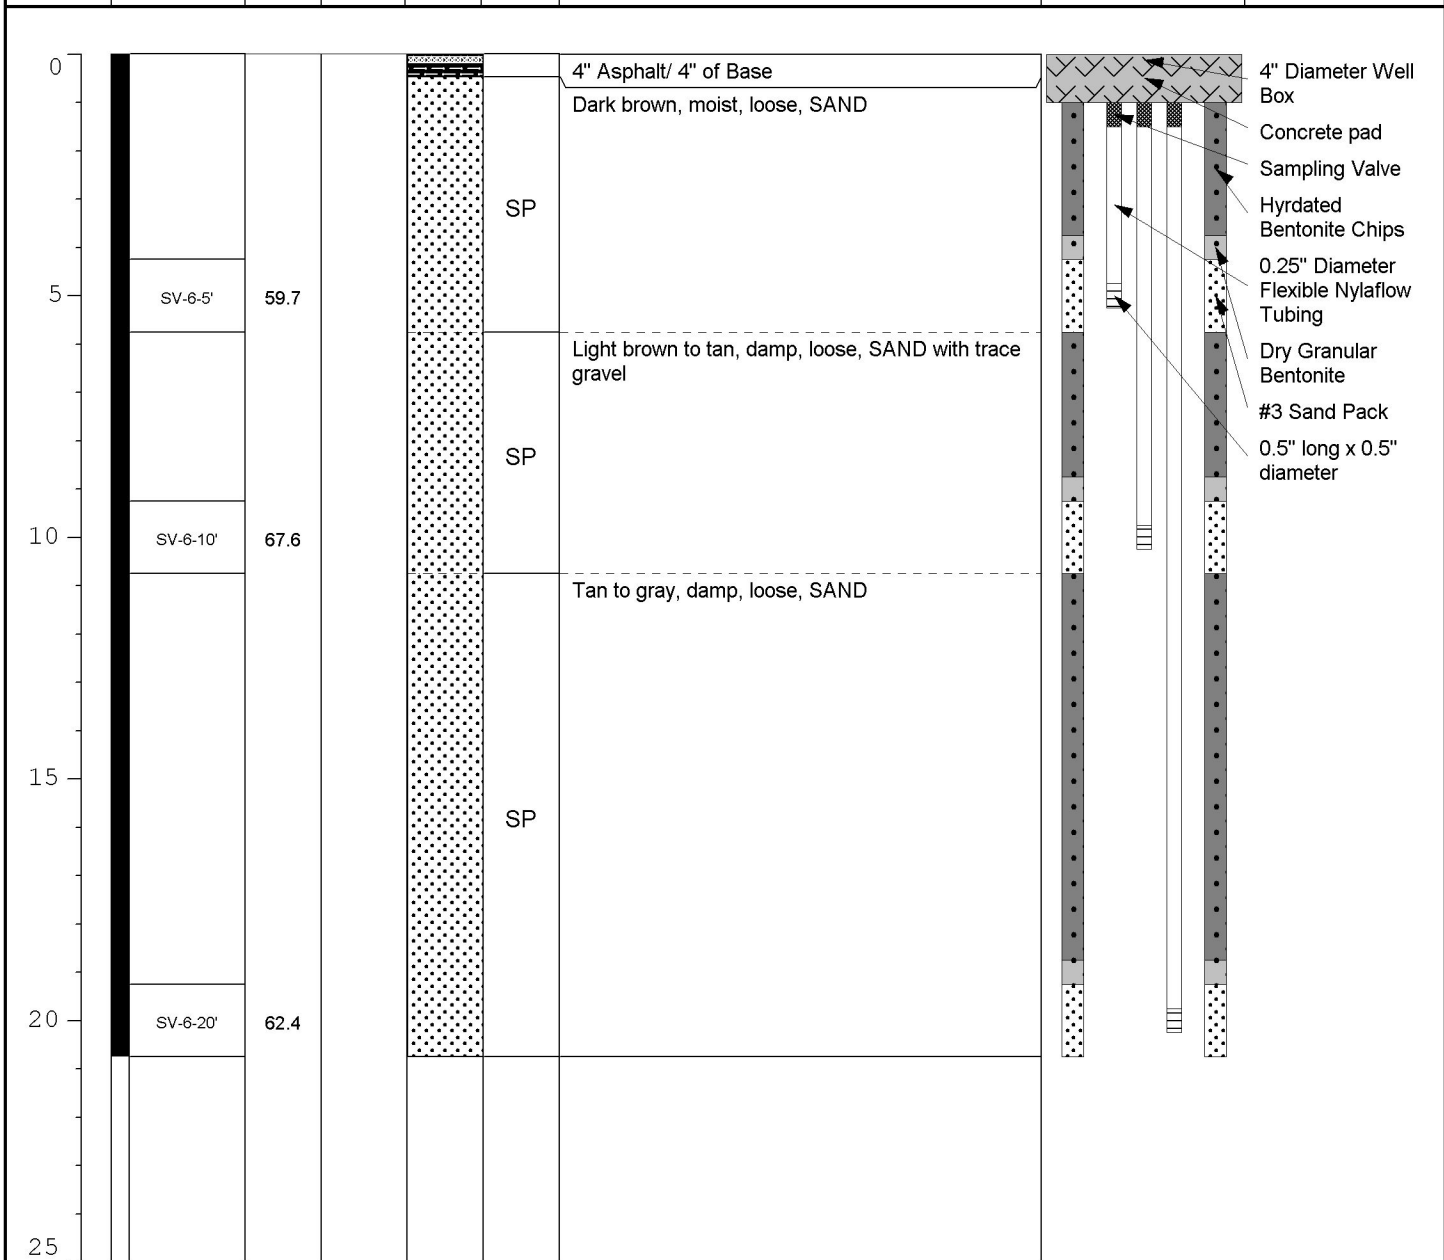 0
4" Asphalt/ 4" of Base
Dark brown, moist, loose, SAND
SP
5
SV-6-5'
59.7
Light brown to tan, damp, loose, SAND with trace
gravel
SP
10
SV-6-10'
67.6
Tan to gray, damp, loose, SAND
15
SP
20
SV-6-20'
62.4
25
4" Diameter Well
Box
Concrete pad
Sampling Valve
Hyrdated
Bentonite Chips
0.25" Diameter
Flexible Nylaflow
Tubing
Dry Granular
Bentonite
#3 Sand Pack
0.5" long x 0.5"
diameter